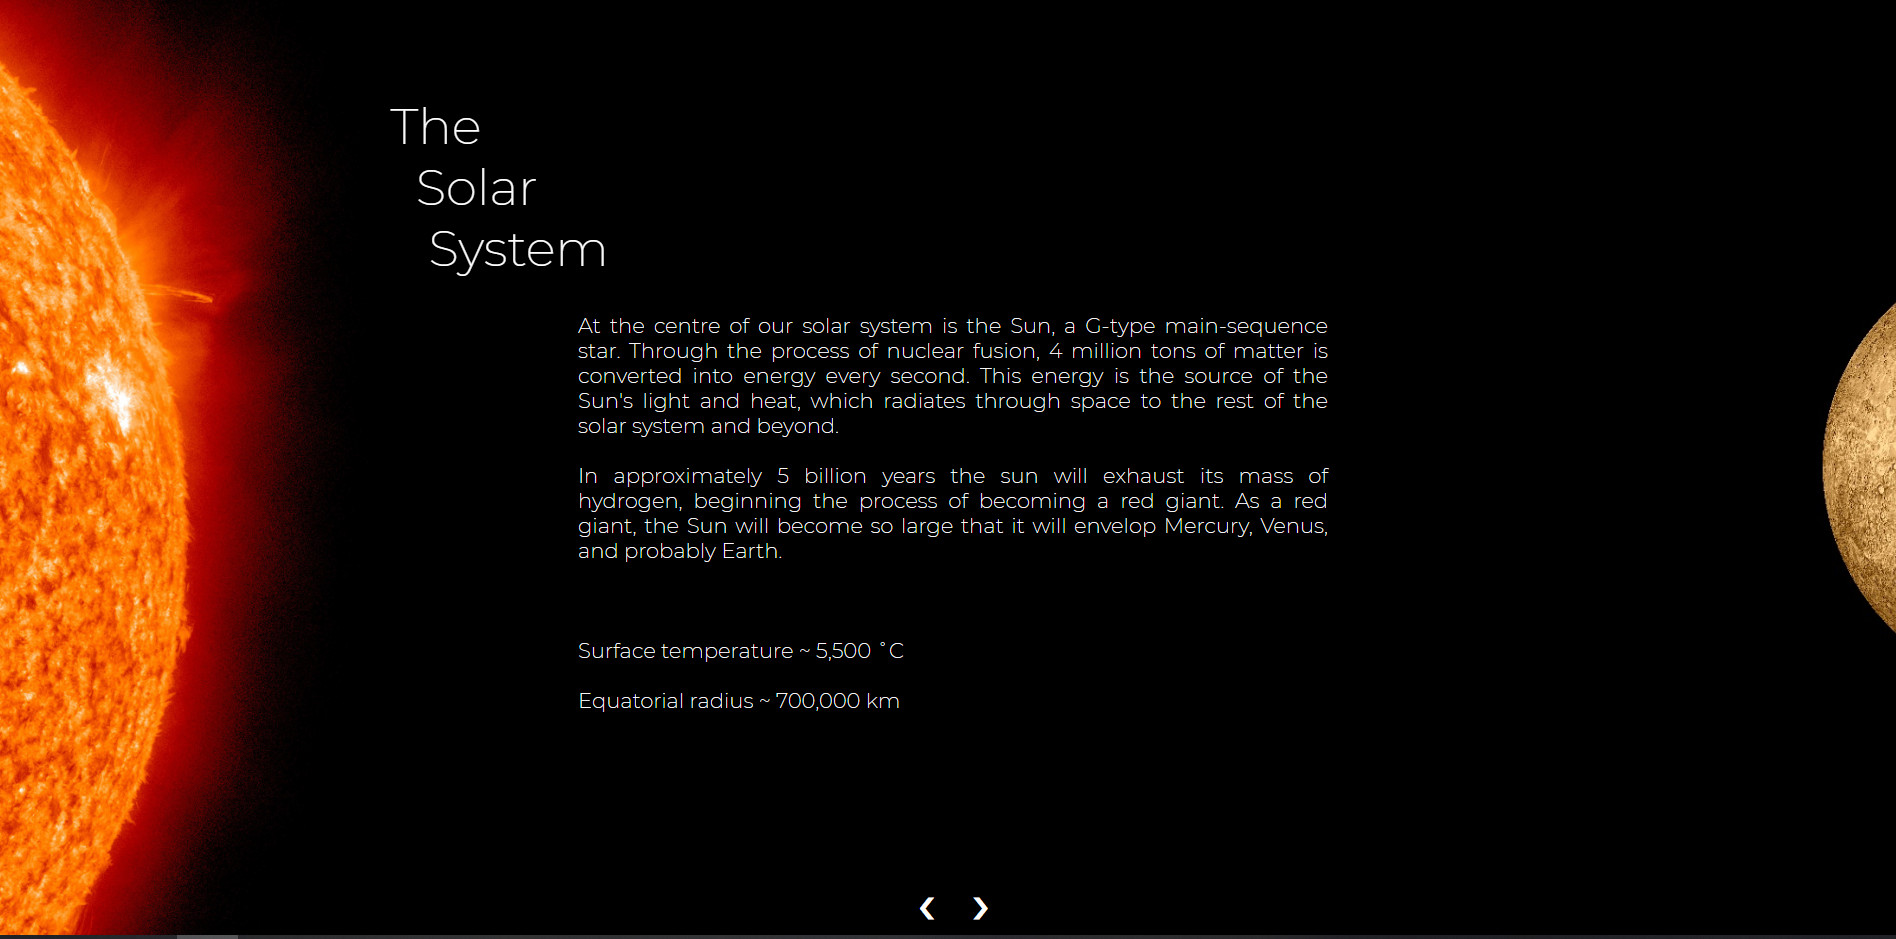 The
Solar
System
At the centre of our solar system is the Sun, a G-type main-sequence
star. Through the process of nuclear fusion, 4 million tons of matter is
converted into energy every second. This energy is the source of the
Sun's light and heat, which radiates through space to the rest of the
solar system and beyond.
In approximately 5 billion years the sun will exhaust its mass of
hydrogen, beginning the process of becoming a red giant. As a red
giant, the Sun will become so large that it will envelop Mercury, Venus,
and probably Earth.
Surface temperature ~ 5,500 ˚C
Equatorial radius ~ 700,000 km